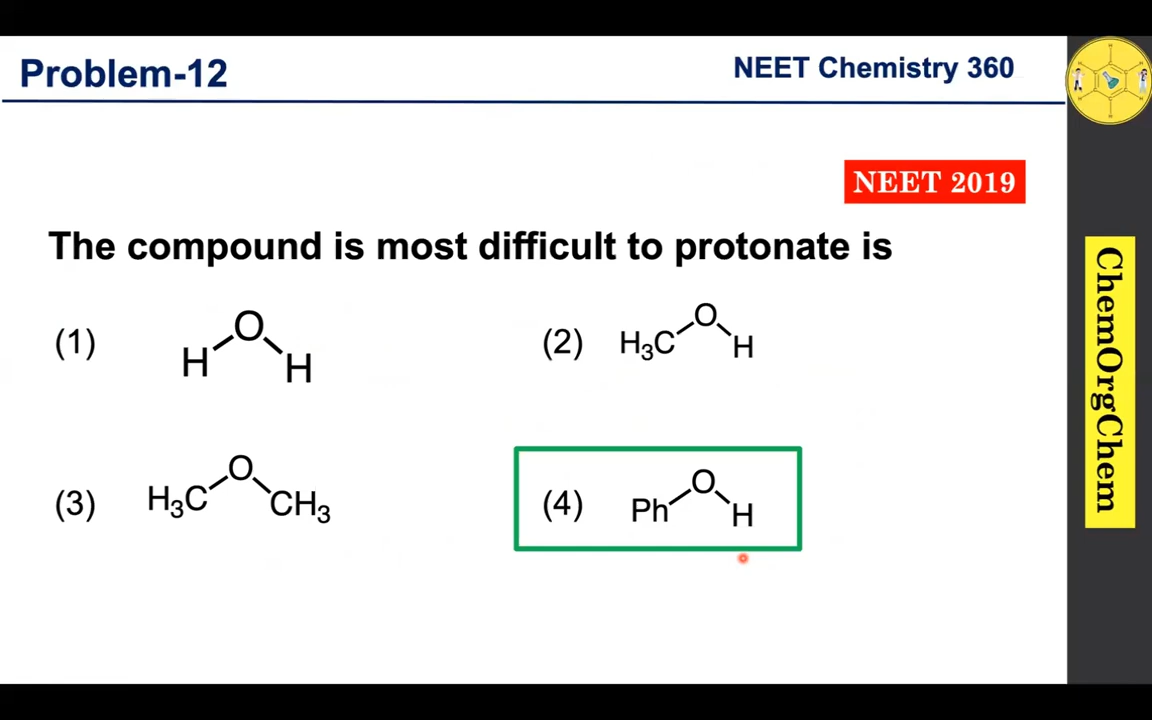 Problem-12
NEET Chemistry 360
NEET 2019
The compound is most difficult to protonate is
(1) H O H
(2) H₃C O H
(3) H₃C O CH₃
(4) Ph O H
ChemOrgChem